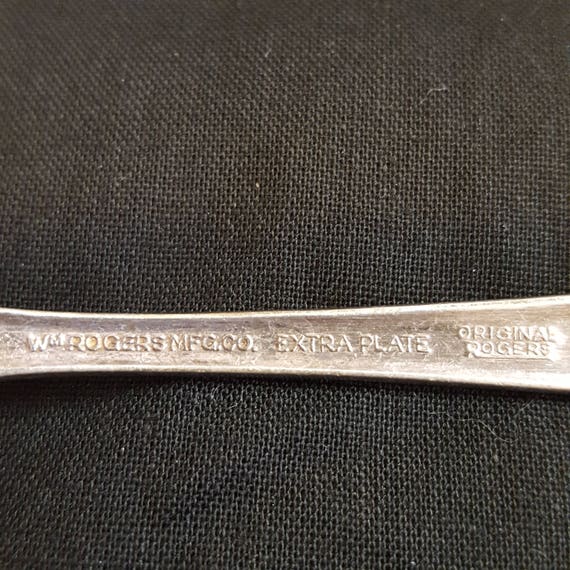 WM ROGERS MFG.CO. EXTRA PLATE ORIGINAL
ROGERS